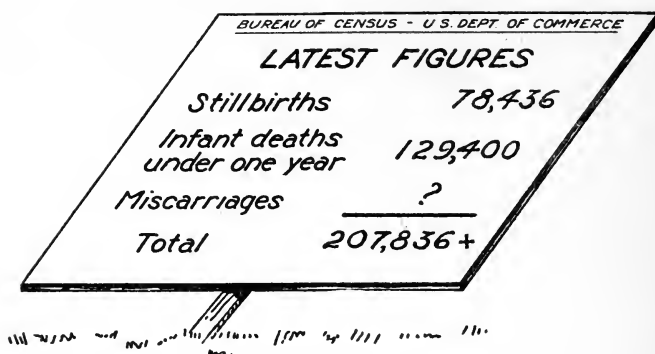 BUREAU OF CENSUS - U.S. DEPT. OF COMMERCE
LATEST FIGURES
Stillbirths 78,436
Infant deaths
under one year 129,400
Miscarriages ?
Total 207,836+